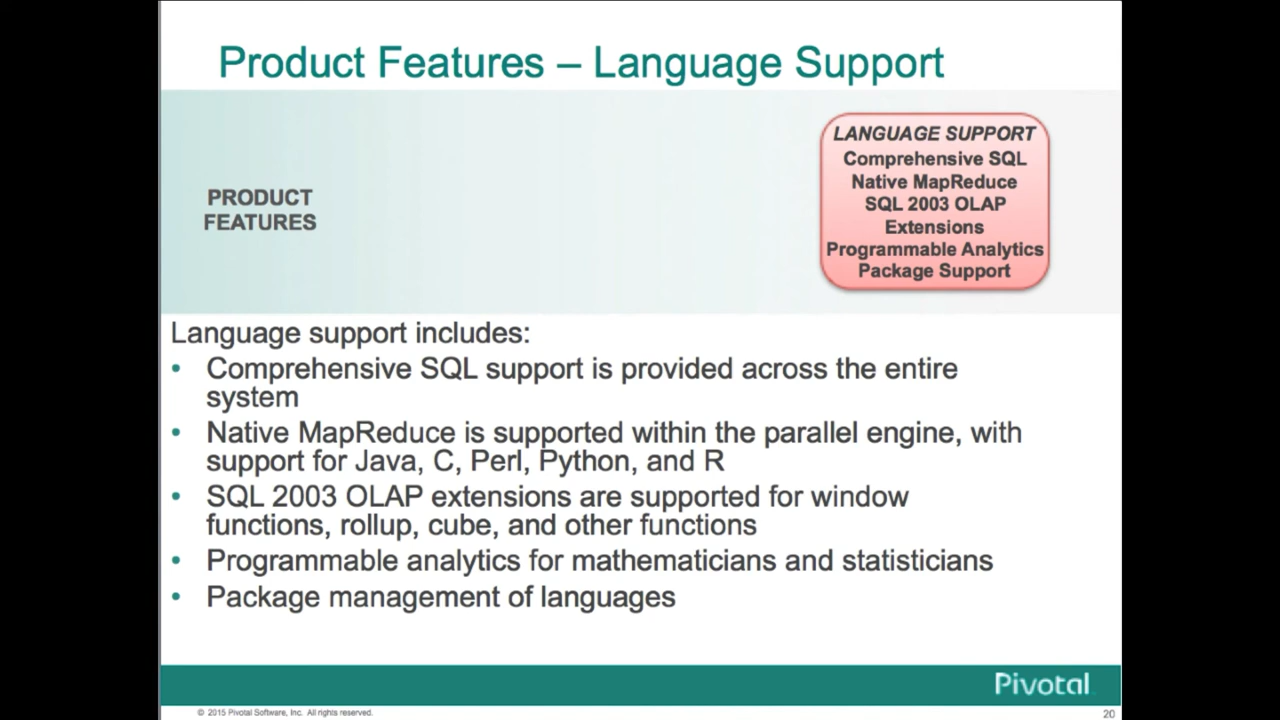 Product Features – Language Support
PRODUCT
FEATURES
LANGUAGE SUPPORT
Comprehensive SQL
Native MapReduce
SQL 2003 OLAP
Extensions
Programmable Analytics
Package Support
Language support includes:
• Comprehensive SQL support is provided across the entire
system
• Native MapReduce is supported within the parallel engine, with
support for Java, C, Perl, Python, and R
• SQL 2003 OLAP extensions are supported for window
functions, rollup, cube, and other functions
• Programmable analytics for mathematicians and statisticians
• Package management of languages
Pivotal
© 2015 Pivotal Software, Inc. All rights reserved.
20